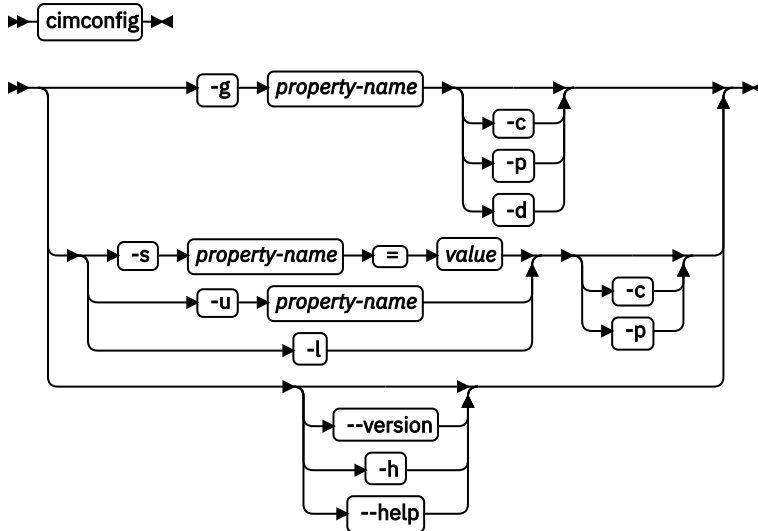 cimconfig
-g property-name
-c
-p
-d
-s property-name = value
-c
-u property-name
-p
-l
--version
-h
--help